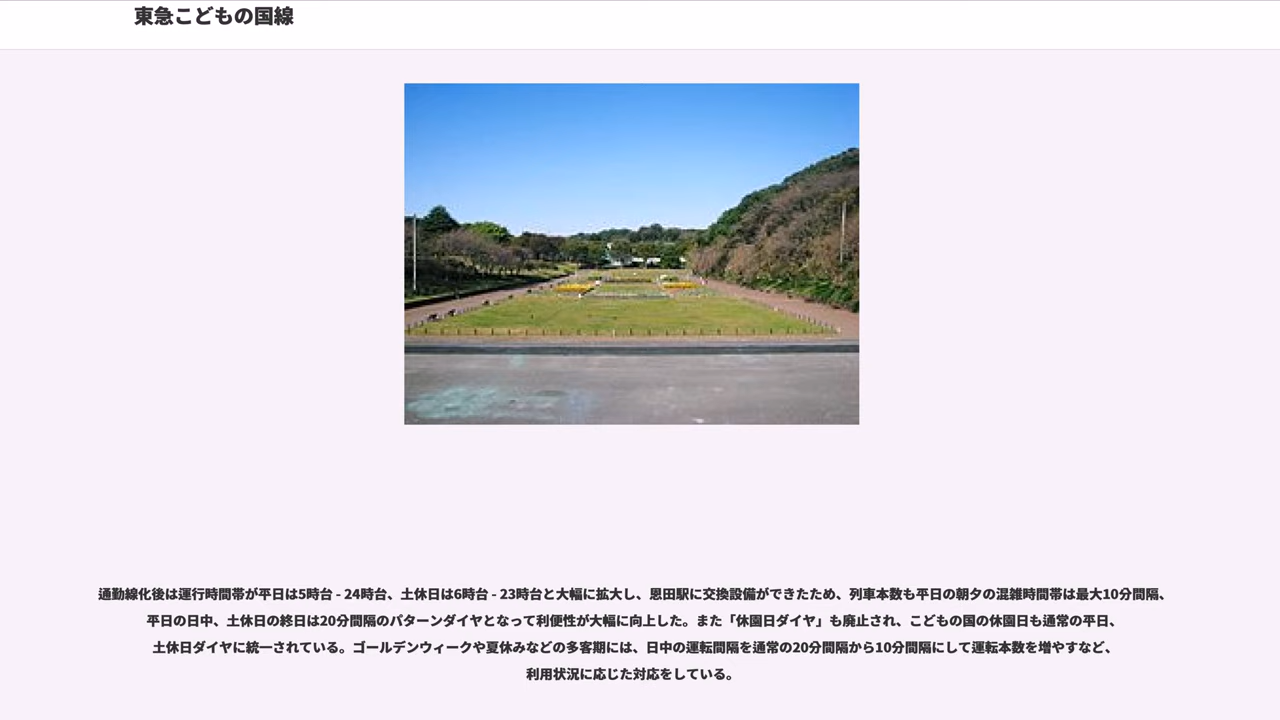 東急こどもの国線
通勤線化後は運行時間帯が平日は5時台 - 24時台、土休日は6時台 - 23時台と大幅に拡大し、恩田駅に交換設備ができたため、列車本数も平日の朝夕の混雑時間帯は最大10分間隔、
平日の日中、土休日の終日は20分間隔のパターンダイヤとなって利便性が大幅に向上した。また「休園日ダイヤ」も廃止され、こどもの国の休園日も通常の平日、
土休日ダイヤに統一されている。ゴールデンウィークや夏休みなどの多客期には、日中の運転間隔を通常の20分間隔から10分間隔にして運転本数を増やすなど、
利用状況に応じた対応をしている。